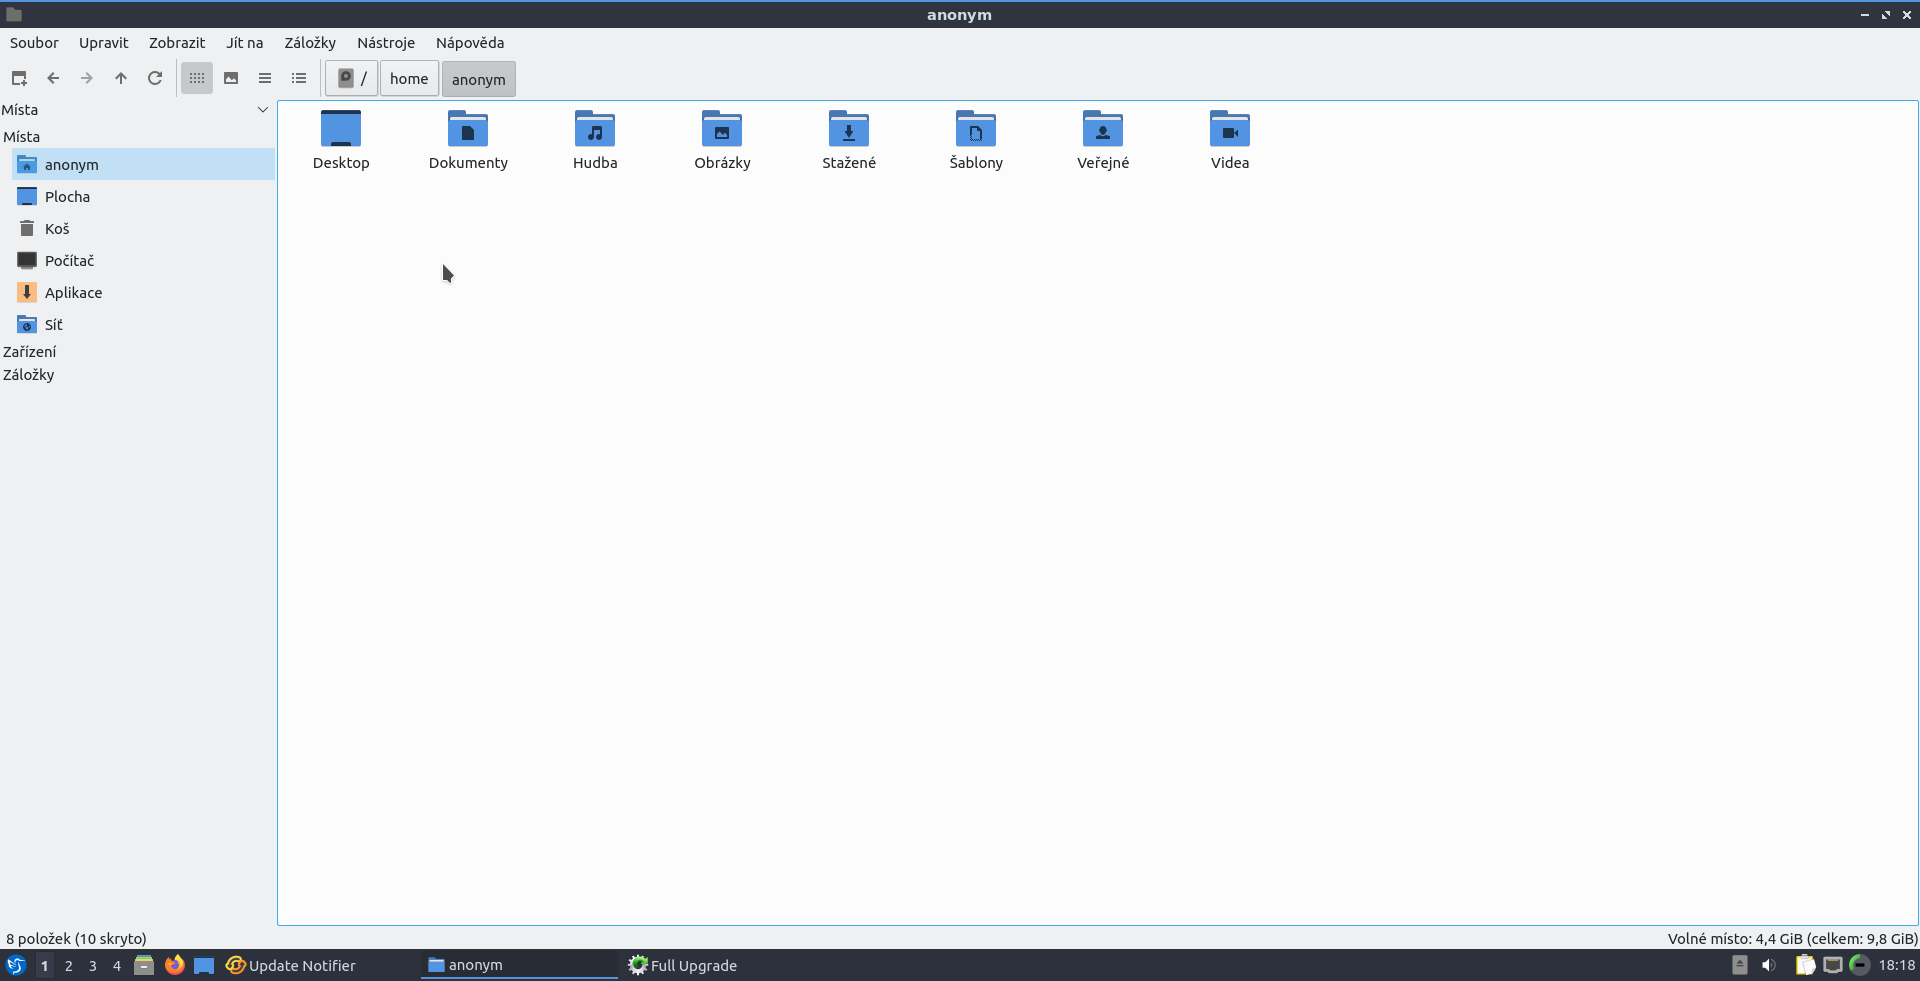 anonym
Soubor Upravit Zobrazit Jít na Záložky Nástroje Nápověda
/ home anonym
Místa
Místa
anonym
Plocha
Koš
Počítač
Aplikace
Síť
Zařízení
Záložky
Desktop Dokumenty Hudba Obrázky Stažené Šablony Veřejné Videa
8 položek (10 skryto) Volné místo: 4,4 GiB (celkem: 9,8 GiB)
1 2 3 4 Update Notifier anonym Full Upgrade 18:18